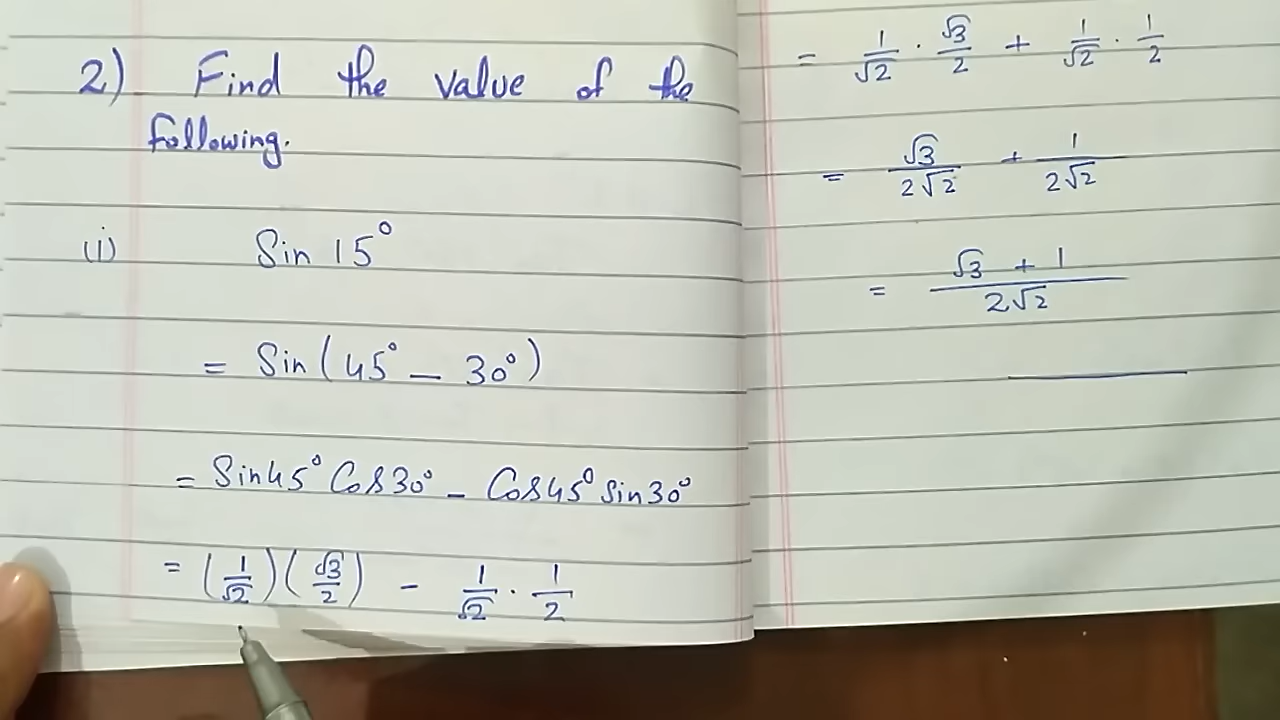 2) Find the value of the
following.
(i) Sin 15°
= Sin(45° - 30°)
= Sin45° Cos30° - Cos45° Sin30°
= (1/√2)(√3/2) - 1/√2 · 1/2
= 1/√2 · √3/2 + 1/√2 · 1/2
= √3/2√2 + 1/2√2
= √3 + 1/2√2